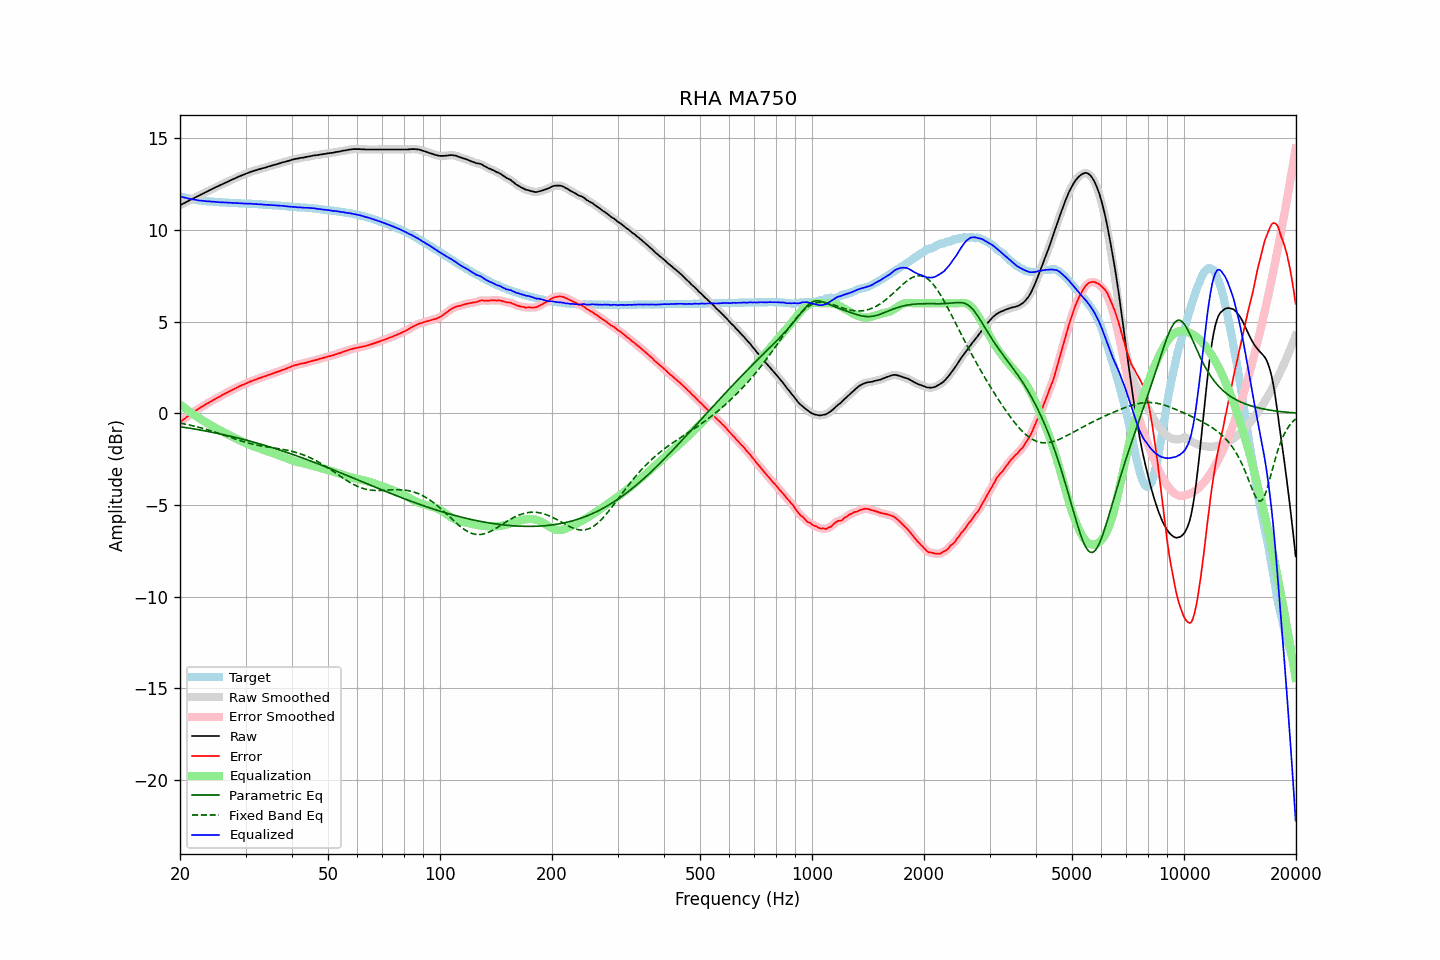 RHA MA750
Amplitude (dBr)
15
10
5
0
−5
−10
−15
−20
Target
Raw Smoothed
Error Smoothed
Raw
Error
Equalization
Parametric Eq
Fixed Band Eq
Equalized
20
50
100
200
500
1000
2000
5000
10000
20000
Frequency (Hz)